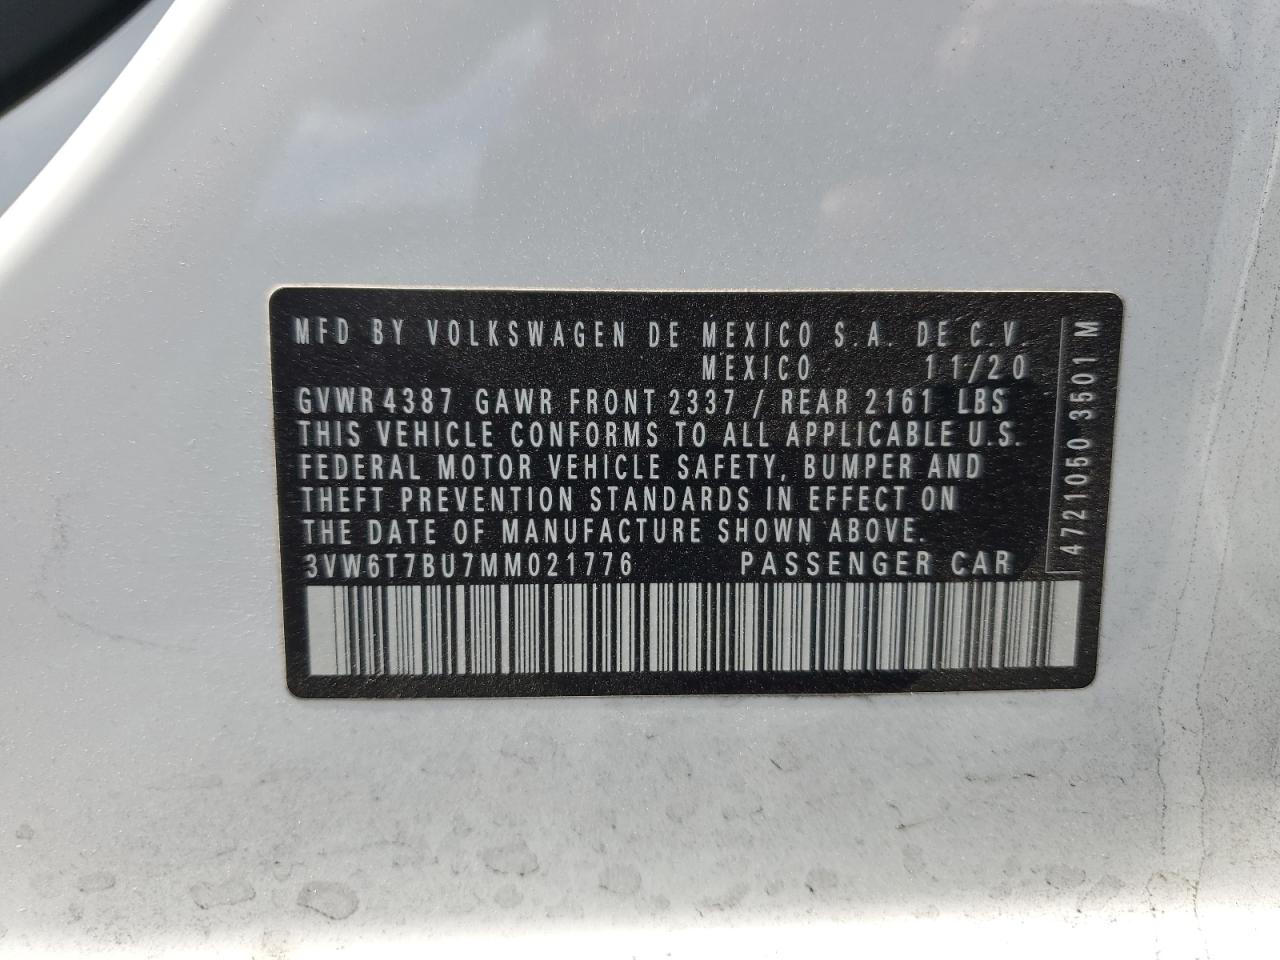 MFD BY VOLKSWAGEN DE MEXICO S.A. DE C.V.
MEXICO 11/20
GVWR 4387 GAWR FRONT 2337 / REAR 2161 LBS
THIS VEHICLE CONFORMS TO ALL APPLICABLE U.S.
FEDERAL MOTOR VEHICLE SAFETY, BUMPER AND
THEFT PREVENTION STANDARDS IN EFFECT ON
THE DATE OF MANUFACTURE SHOWN ABOVE.
3VW6T7BU7MM021776 PASSENGER CAR
4721050 3501 M